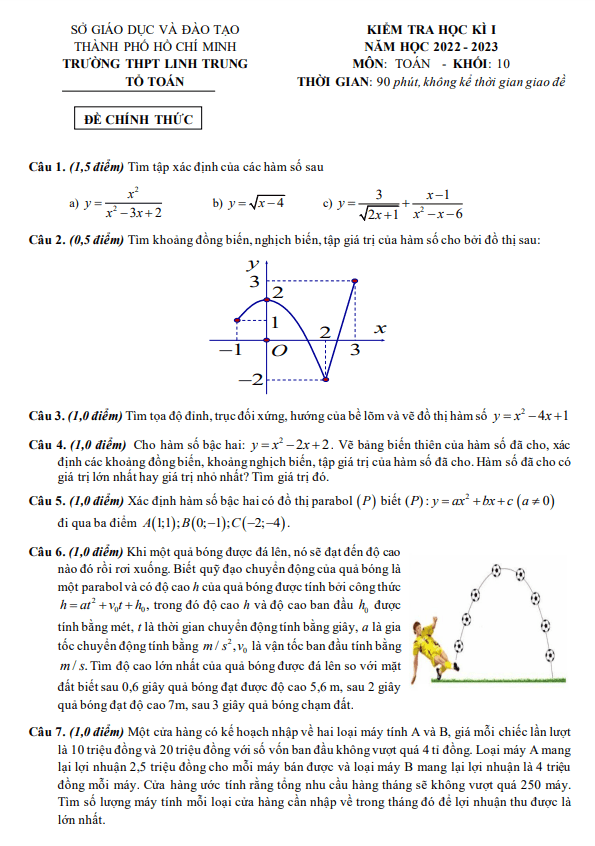 SỞ GIÁO DỤC VÀ ĐÀO TẠO
THÀNH PHỐ HỒ CHÍ MINH
TRƯỜNG THPT LINH TRUNG
TỔ TOÁN
ĐỀ CHÍNH THỨC
KIỂM TRA HỌC KÌ I
NĂM HỌC 2022 - 2023
MÔN: TOÁN - KHỐI: 10
THỜI GIAN: 90 phút, không kể thời gian giao đề
Câu 1. (1,5 điểm) Tìm tập xác định của các hàm số sau
a) y = x²/(x² − 3x + 2) b) y = √(x − 4) c) y = 3/√(2x + 1) + (x − 1)/(x² − x − 6)
Câu 2. (0,5 điểm) Tìm khoảng đồng biến, nghịch biến, tập giá trị của hàm số cho bởi đồ thị sau:
y
3
2
1
2
x
−1
O
3
−2
Câu 3. (1,0 điểm) Tìm tọa độ đỉnh, trục đối xứng, hướng của bề lõm và vẽ đồ thị hàm số y = x² − 4x + 1
Câu 4. (1,0 điểm) Cho hàm số bậc hai: y = x² − 2x + 2. Vẽ bảng biến thiên của hàm số đã cho, xác
định các khoảng đồng biến, khoảng nghịch biến, tập giá trị của hàm số đã cho. Hàm số đã cho có
giá trị lớn nhất hay giá trị nhỏ nhất? Tìm giá trị đó.
Câu 5. (1,0 điểm) Xác định hàm số bậc hai có đồ thị parabol (P) biết (P): y = ax² + bx + c (a ≠ 0)
đi qua ba điểm A(1;1); B(0;−1); C(−2;−4).
Câu 6. (1,0 điểm) Khi một quả bóng được đá lên, nó sẽ đạt đến độ cao
nào đó rồi rơi xuống. Biết quỹ đạo chuyển động của quả bóng là
một parabol và có độ cao h của quả bóng được tính bởi công thức
h = at² + v₀t + h₀, trong đó độ cao h và độ cao ban đầu h₀ được
tính bằng mét, t là thời gian chuyển động tính bằng giây, a là gia
tốc chuyển động tính bằng m/s², v₀ là vận tốc ban đầu tính bằng
m/s. Tìm độ cao lớn nhất của quả bóng được đá lên so với mặt
đất biết sau 0,6 giây quả bóng đạt được độ cao 5,6 m, sau 2 giây
quả bóng đạt độ cao 7m, sau 3 giây quả bóng chạm đất.
Câu 7. (1,0 điểm) Một cửa hàng có kế hoạch nhập về hai loại máy tính A và B, giá mỗi chiếc lần lượt
là 10 triệu đồng và 20 triệu đồng với số vốn ban đầu không vượt quá 4 tỉ đồng. Loại máy A mang
lại lợi nhuận 2,5 triệu đồng cho mỗi máy bán được và loại máy B mang lại lợi nhuận là 4 triệu
đồng mỗi máy. Cửa hàng ước tính rằng tổng nhu cầu hàng tháng sẽ không vượt quá 250 máy.
Tìm số lượng máy tính mỗi loại cửa hàng cần nhập về trong tháng đó để lợi nhuận thu được là
lớn nhất.